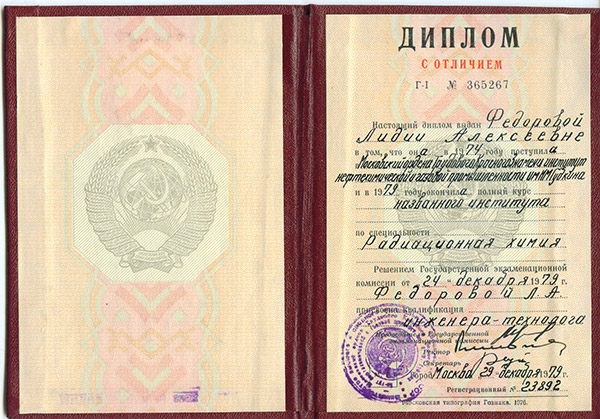 ДИПЛОМ
С ОТЛИЧИЕМ
Г-I № 365267
Настоящий диплом выдан Федоровой
Лидии Алексеевне
в том, что она в 1974 году поступила
Московский ордена Трудового Красного Знамени институт
нефтехимической и газовой промышленности им И.М. Губкина
и в 1979 году окончила полный курс
названного института
по специальности
Радиационная химия
Решением Государственной экзаменационной
комиссии от 24 декабря 1979 г.
Федоровой Л.А.
присвоена квалификация
инженера-технолога
Председатель Государственной
экзаменационной комиссии
Ректор
Секретарь
Город Москва 29 декабря 1979 г.
Регистрационный № 23892
Московская типография Гознака. 1976.